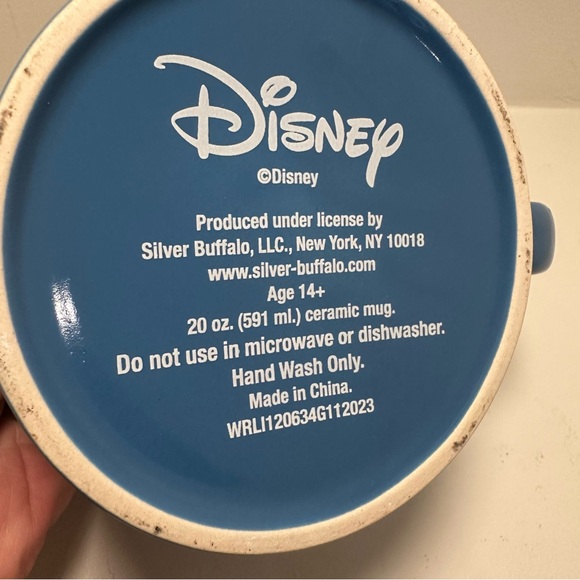 Disney
©Disney
Produced under license by
Silver Buffalo, LLC., New York, NY 10018
www.silver-buffalo.com
Age 14+
20 oz. (591 ml.) ceramic mug.
Do not use in microwave or dishwasher.
Hand Wash Only.
Made in China.
WRLI120634G112023